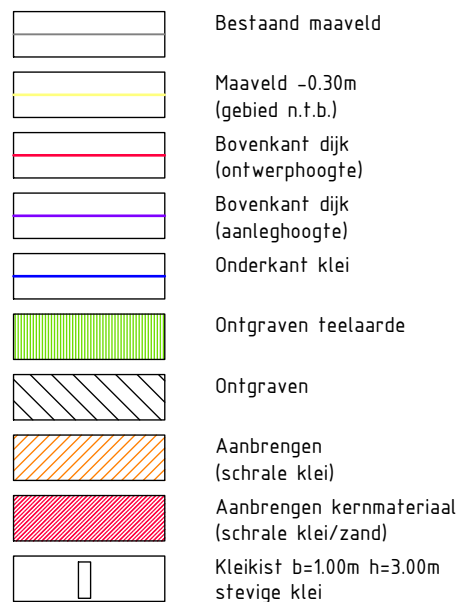 Bestaand maaveld
Maaveld -0.30m
(gebied n.t.b.)
Bovenkant dijk
(ontwerphoogte)
Bovenkant dijk
(aanleghoogte)
Onderkant klei
Ontgraven teelaarde
Ontgraven
Aanbrengen
(schrale klei)
Aanbrengen kernmateriaal
(schrale klei/zand)
Kleikist b=1.00m h=3.00m
stevige klei